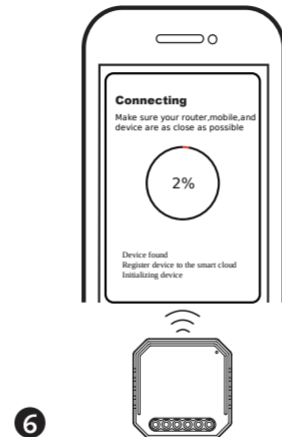 Connecting
Make sure your router,mobile,and
device are as close as possible
2%
Device found
Register device to the smart cloud
Initializing device
6